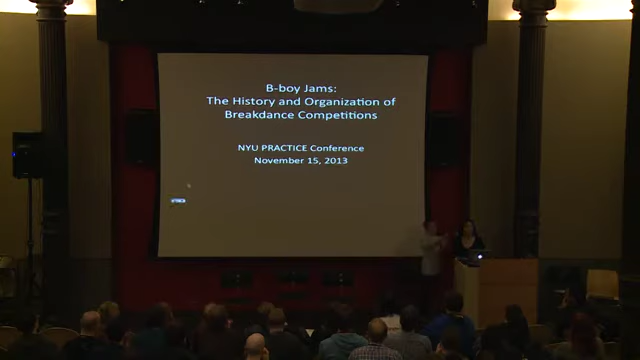 B-boy Jams:
The History and Organization of
Breakdance Competitions
NYU PRACTICE Conference
November 15, 2013